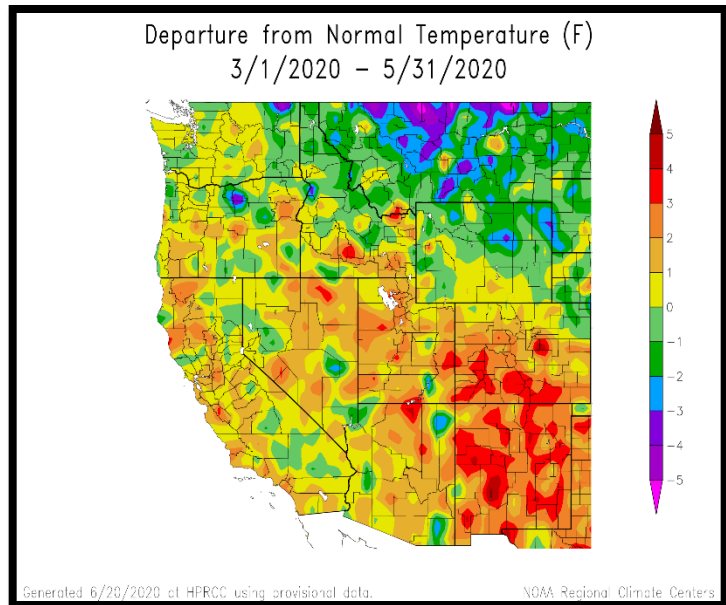 Departure from Normal Temperature (F)
3/1/2020 – 5/31/2020
5
4
3
2
1
0
−1
−2
−3
−4
−5
Generated 6/20/2020 at HPRCC using provisional data.
NOAA Regional Climate Centers